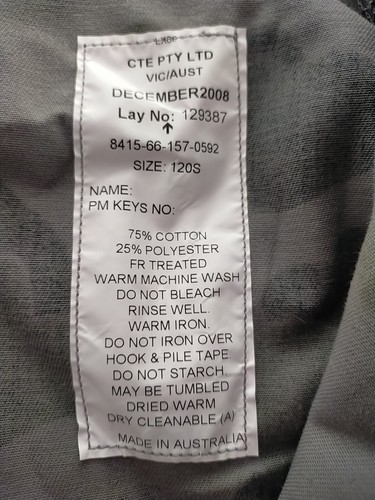 CTE PTY LTD
VIC/AUST
DECEMBER2008
Lay No: 129387
8415-66-157-0592
SIZE: 120S
NAME:
PM KEYS NO:
75% COTTON
25% POLYESTER
FR TREATED
WARM MACHINE WASH
DO NOT BLEACH
RINSE WELL.
WARM IRON.
DO NOT IRON OVER
HOOK & PILE TAPE.
DO NOT STARCH.
MAY BE TUMBLED
DRIED WARM
DRY CLEANABLE (A)
MADE IN AUSTRALIA